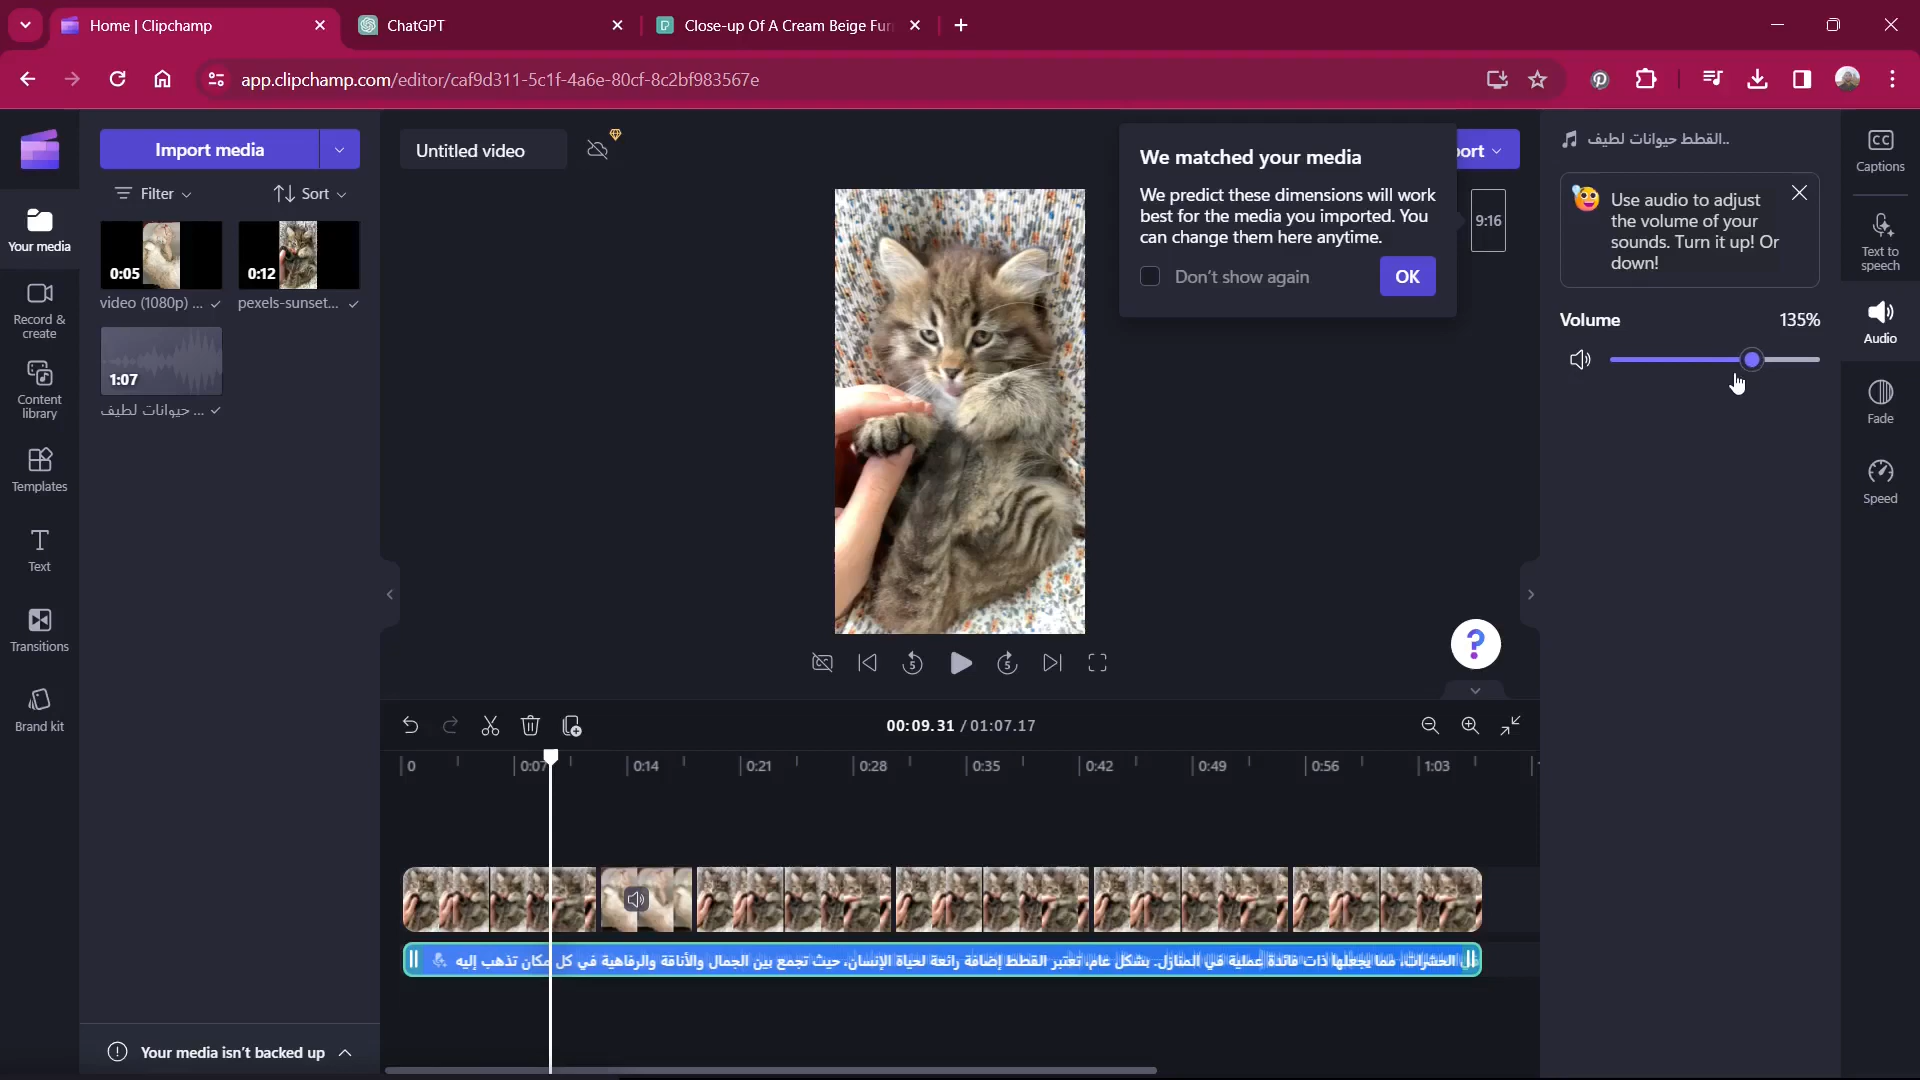 Home | Clipchamp
ChatGPT
Close-up Of A Cream Beige Fur
app.clipchamp.com/editor/caf9d311-5c1f-4a6e-80cf-8c2bf983567e
Import media
Untitled video
We matched your media
We predict these dimensions will work
best for the media you imported. You
can change them here anytime.
Don't show again
OK
port
9:16
Filter
Sort
0:05
0:12
video (1080p) ...
pexels-sunset...
1:07
حيوانات لطيف ...
Your media
Record &
create
Content
library
Templates
Text
Transitions
Brand kit
القطط حيوانات لطيف..
Use audio to adjust
the volume of your
sounds. Turn it up! Or
down!
Volume
135%
CC
Captions
Text to
speech
Audio
Fade
Speed
5
5
?
00:09.31 / 01:07.17
0
0:07
0:14
0:21
0:28
0:35
0:42
0:49
0:56
1:03
الحشرات، مما يجعلها ذات فائدة عملية في المنازل. بشكل عام، تعتبر القطط إضافة رائعة لحياة الإنسان، حيث تجمع بين الجمال والأناقة والرفاهية في كل مكان تذهب إليه
Your media isn't backed up